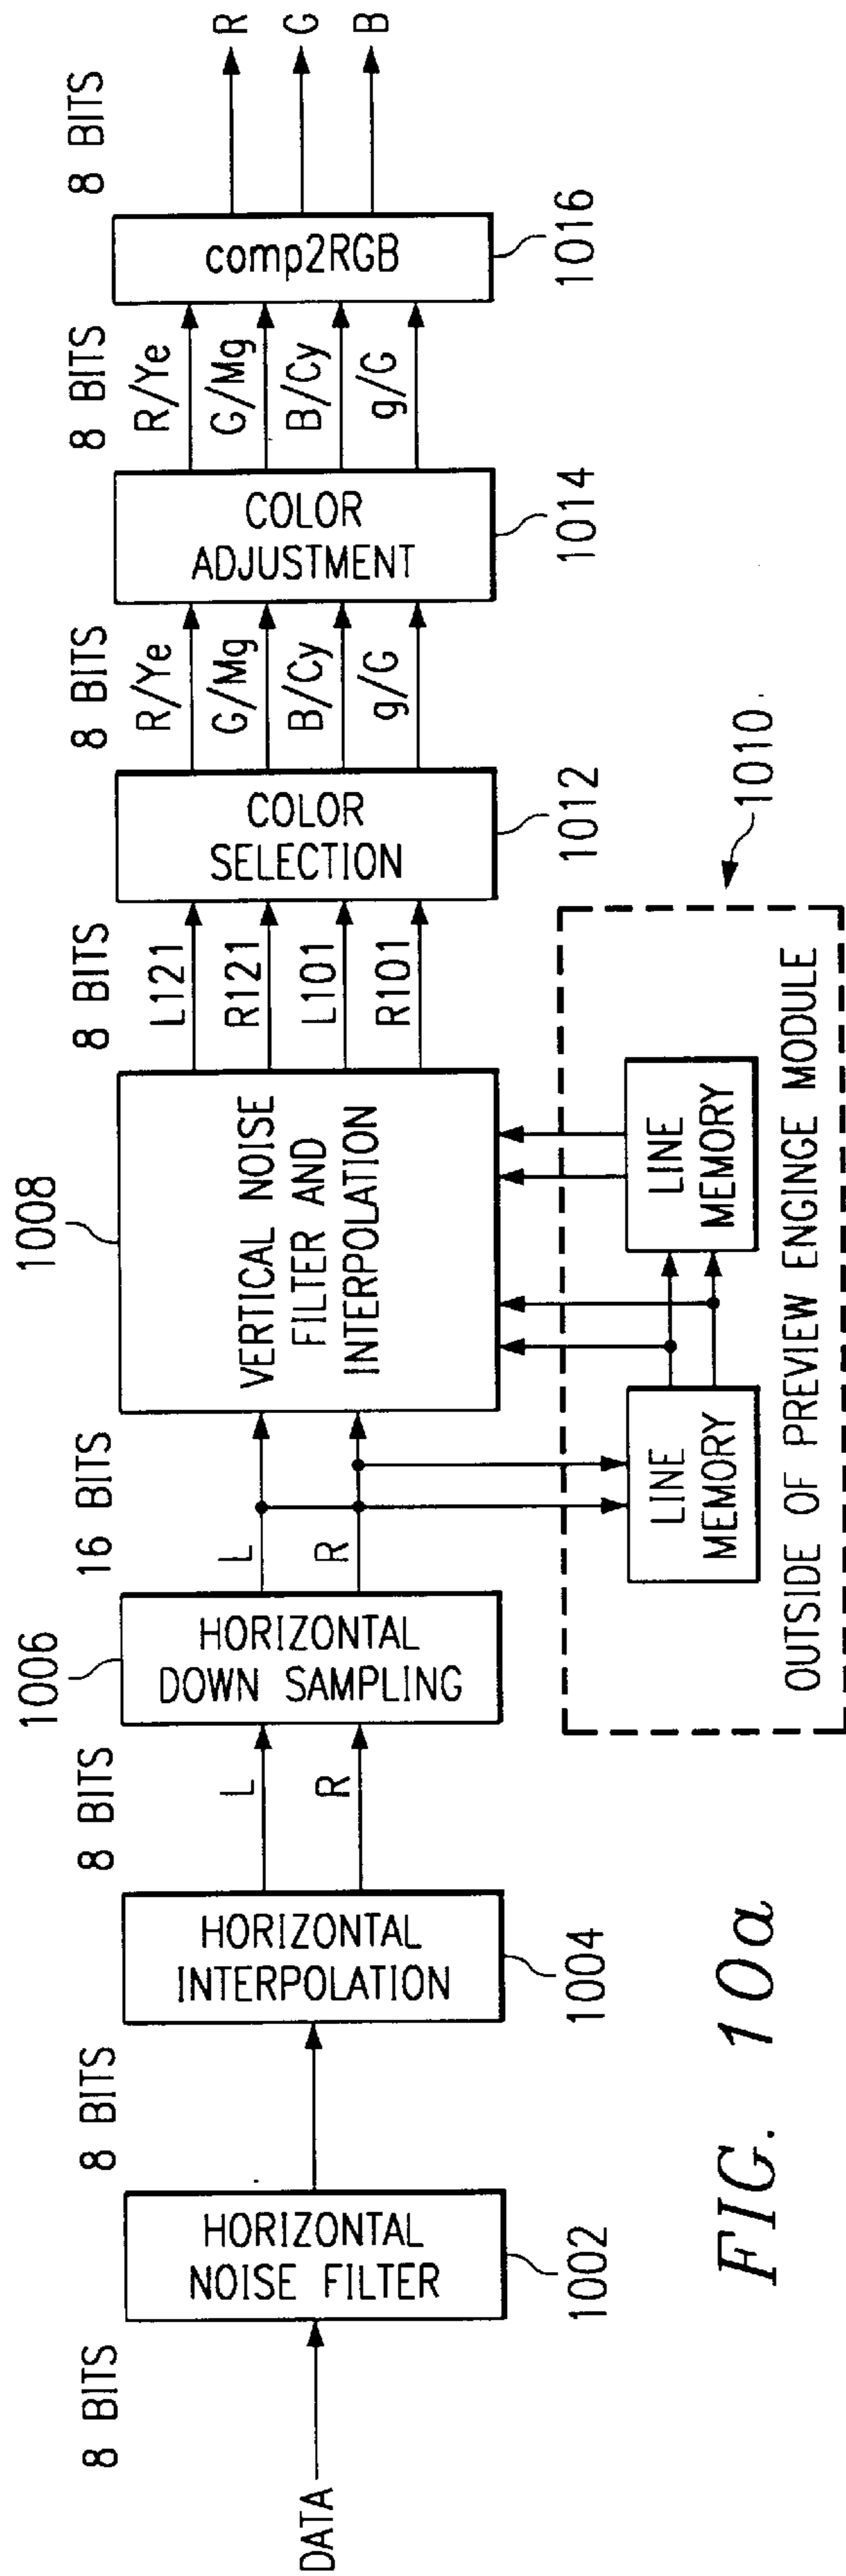 DATA
8 BITS
HORIZONTAL
NOISE FILTER
1002
8 BITS
HORIZONTAL
INTERPOLATION
1004
8 BITS
L
R
1006
HORIZONTAL
DOWN SAMPLING
16 BITS
L
R
1008
VERTICAL NOISE
FILTER AND
INTERPOLATION
LINE
MEMORY
LINE
MEMORY
OUTSIDE OF PREVIEW ENGINGE MODULE
1010
8 BITS
L121
R121
L101
R101
COLOR
SELECTION
1012
8 BITS
R/Ye
G/Mg
B/Cy
g/G
COLOR
ADJUSTMENT
1014
8 BITS
R/Ye
G/Mg
B/Cy
g/G
comp2RGB
1016
8 BITS
R
G
B
FIG. 10a